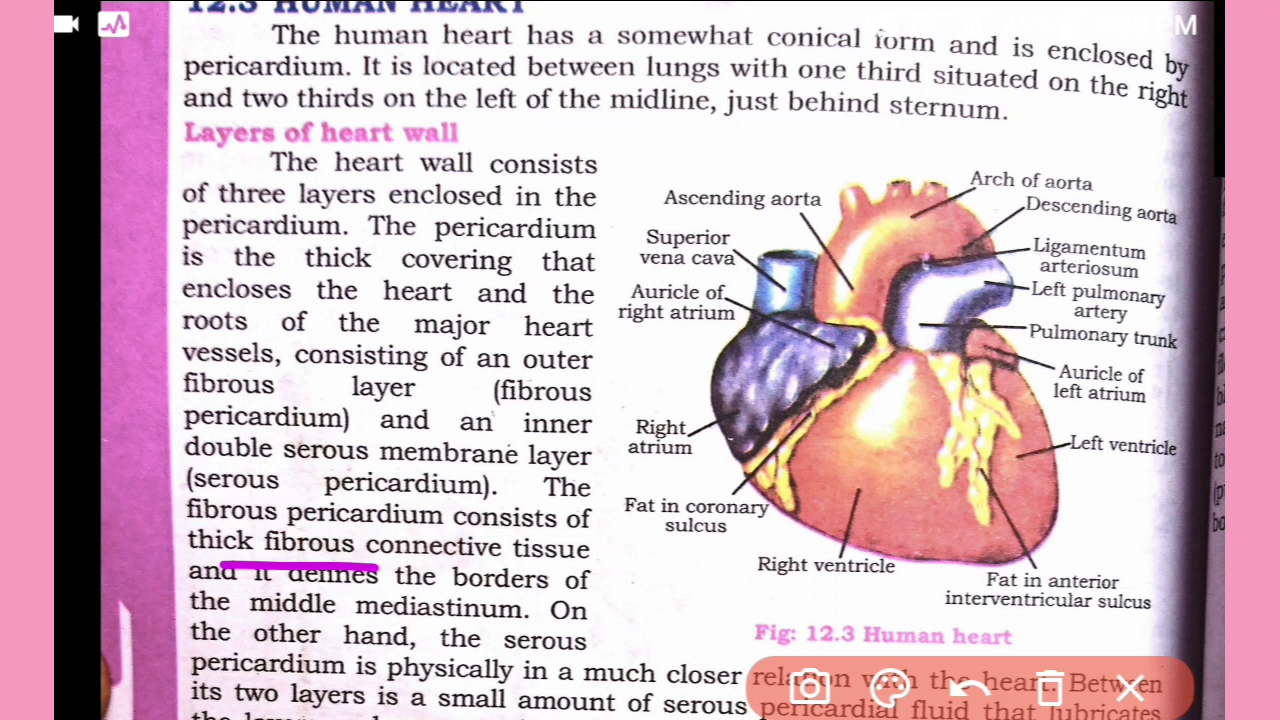 12.3 HUMAN HEART
The human heart has a somewhat conical form and is enclosed by
pericardium. It is located between lungs with one third situated on the right
and two thirds on the left of the midline, just behind sternum.
Layers of heart wall
The heart wall consists
of three layers enclosed in the
pericardium. The pericardium
is the thick covering that
encloses the heart and the
roots of the major heart
vessels, consisting of an outer
fibrous layer (fibrous
pericardium) and an inner
double serous membrane layer
(serous pericardium). The
fibrous pericardium consists of
thick fibrous connective tissue
and it defines the borders of
the middle mediastinum. On
the other hand, the serous
pericardium is physically in a much closer relation with the heart. Between
its two layers is a small amount of serous pericardial fluid that lubricates
Ascending aorta
Superior
vena cava
Auricle of
right atrium
Right
atrium
Fat in coronary
sulcus
Right ventricle
Arch of aorta
Descending aorta
Ligamentum
arteriosum
Left pulmonary
artery
Pulmonary trunk
Auricle of
left atrium
Left ventricle
Fat in anterior
interventricular sulcus
Fig: 12.3 Human heart
PM